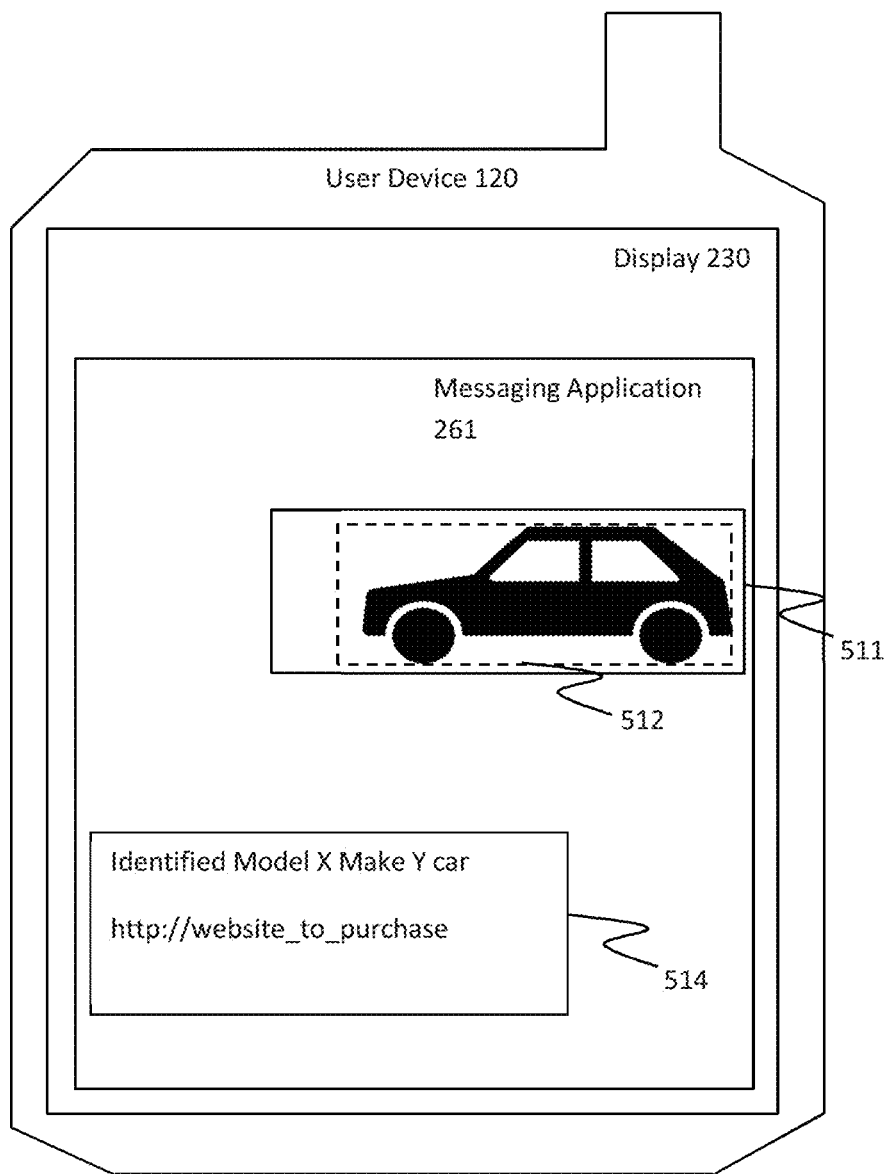 User Device 120
Display 230
Messaging Application
261
511
512
Identified Model X Make Y car
http://website_to_purchase
514